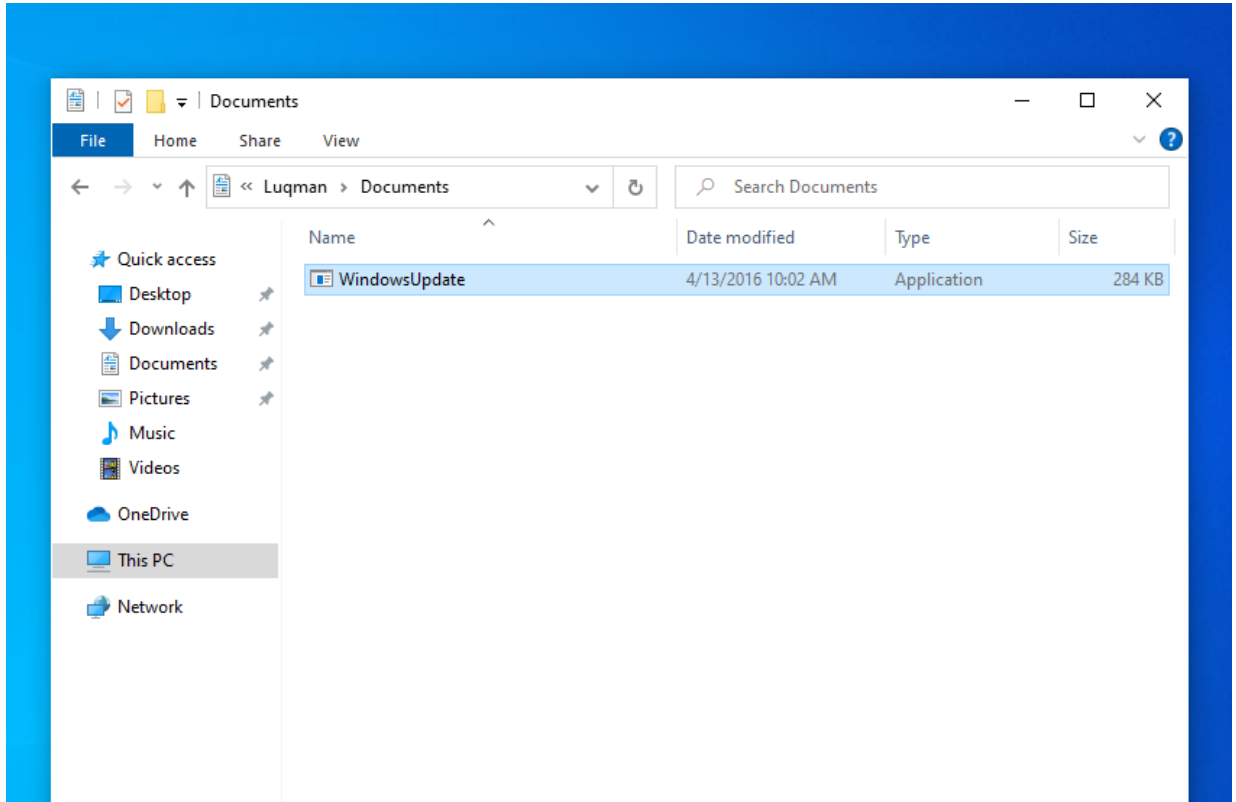 Documents
File Home Share View
« Luqman > Documents
Search Documents
Name Date modified Type Size
Quick access
WindowsUpdate 4/13/2016 10:02 AM Application 284 KB
Desktop
Downloads
Documents
Pictures
Music
Videos
OneDrive
This PC
Network